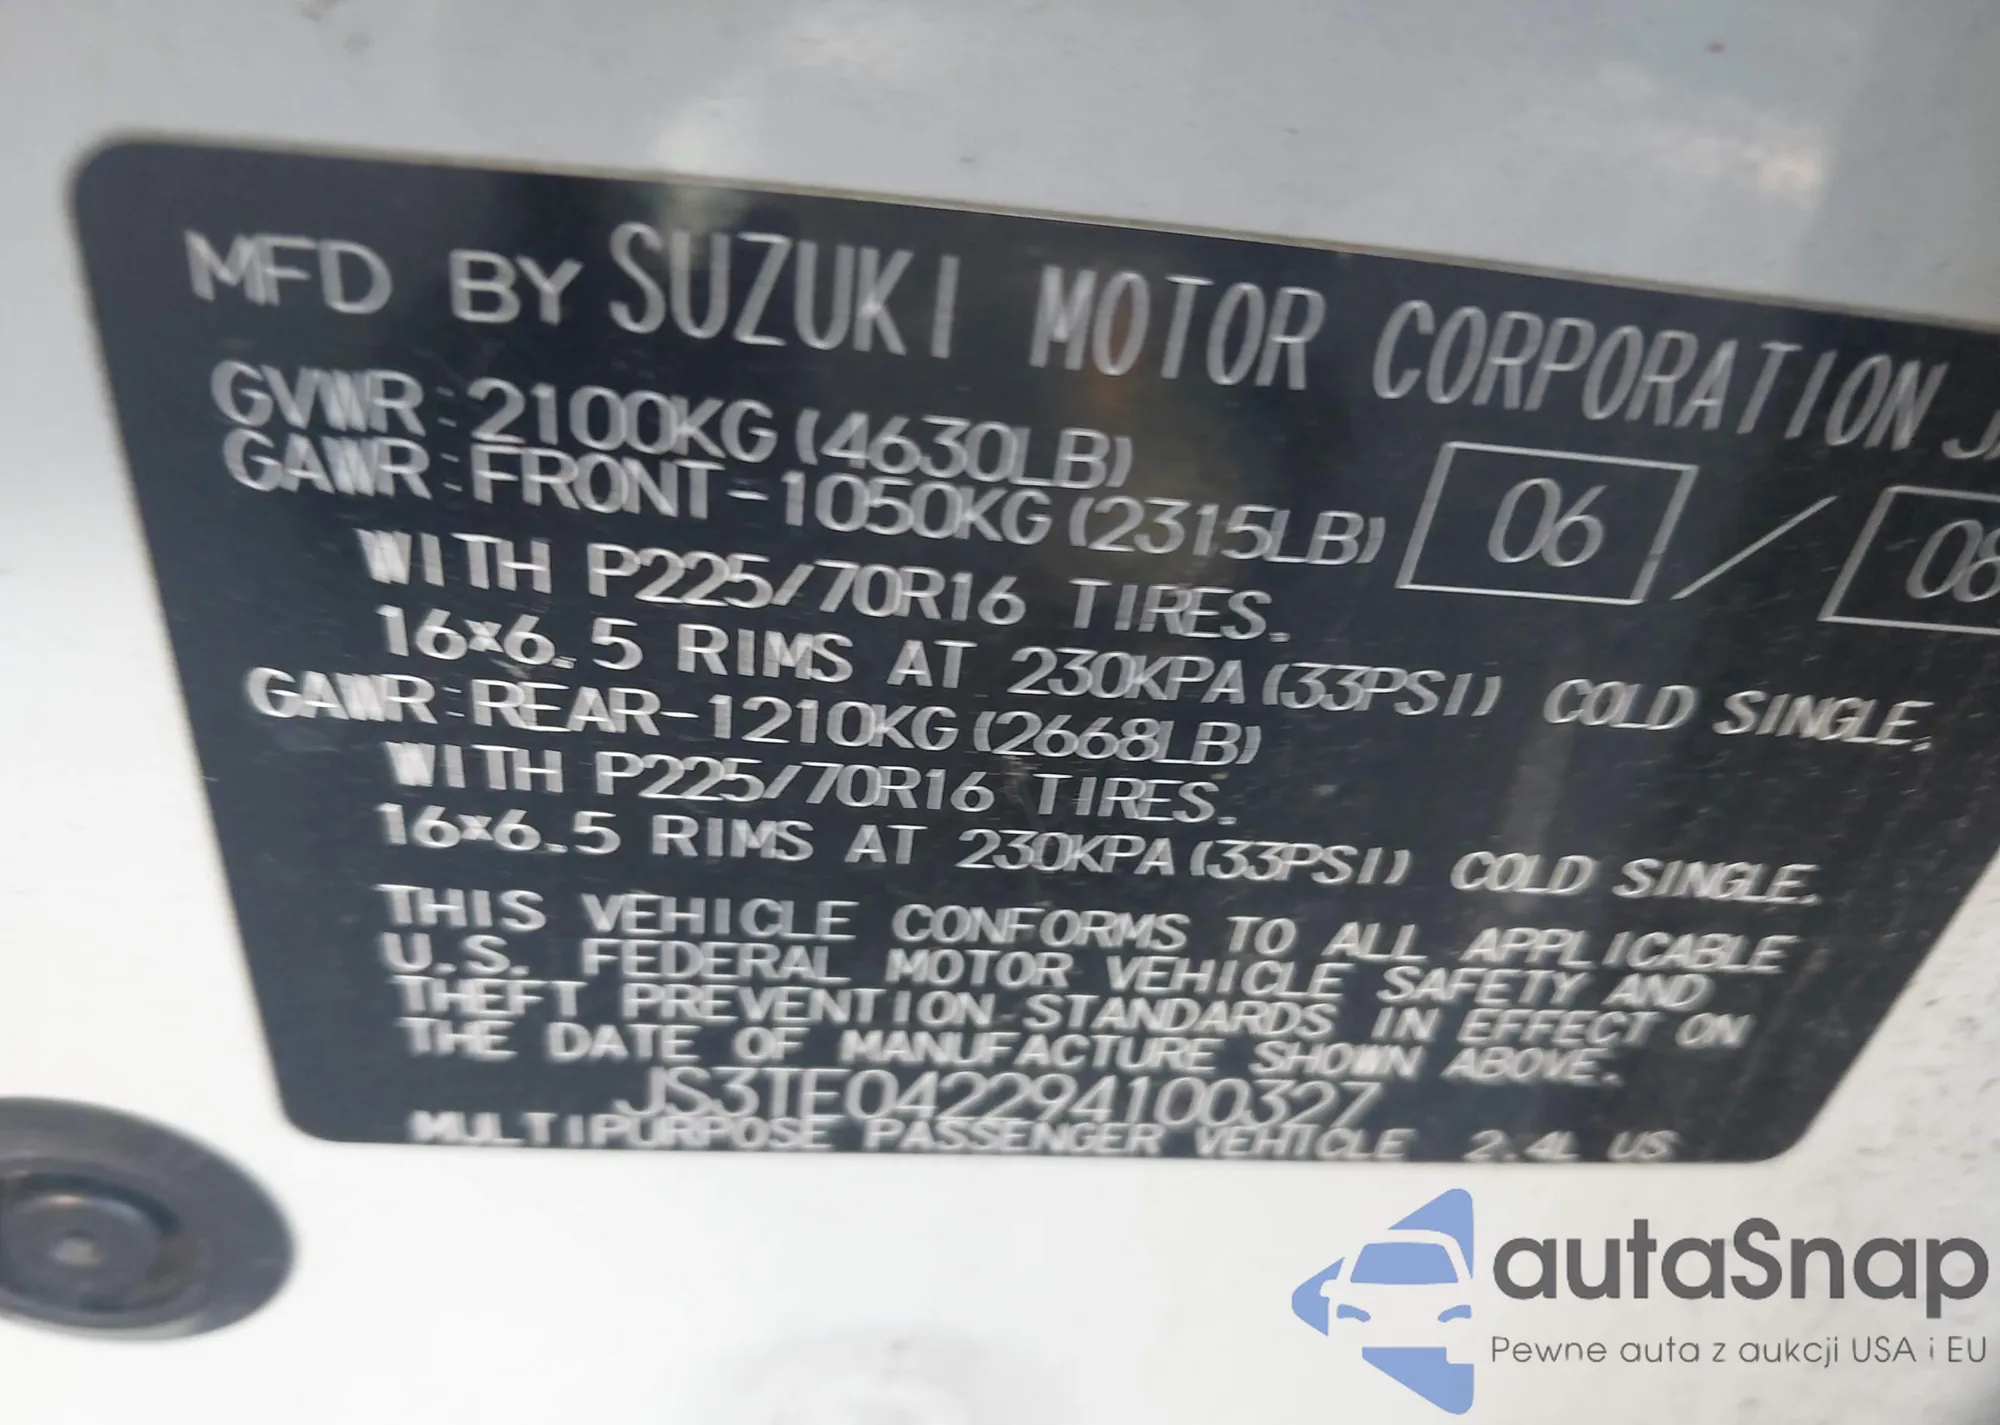 MFD BY SUZUKI MOTOR CORPORATION
GVWR:2100KG(4630LB)
GAWR:FRONT-1050KG(2315LB) 06 / 08
WITH P225/70R16 TIRES.
16×6.5 RIMS AT 230KPA(33PSI) COLD SINGLE.
GAWR:REAR-1210KG(2668LB)
WITH P225/70R16 TIRES.
16×6.5 RIMS AT 230KPA(33PSI) COLD SINGLE.
THIS VEHICLE CONFORMS TO ALL APPLICABLE
U.S. FEDERAL MOTOR VEHICLE SAFETY AND
THEFT PREVENTION STANDARDS IN EFFECT ON
THE DATE OF MANUFACTURE SHOWN ABOVE.
JS3TE042294100327
MULTIPURPOSE PASSENGER VEHICLE 2.4L US
autaSnap
Pewne auta z aukcji USA i EU